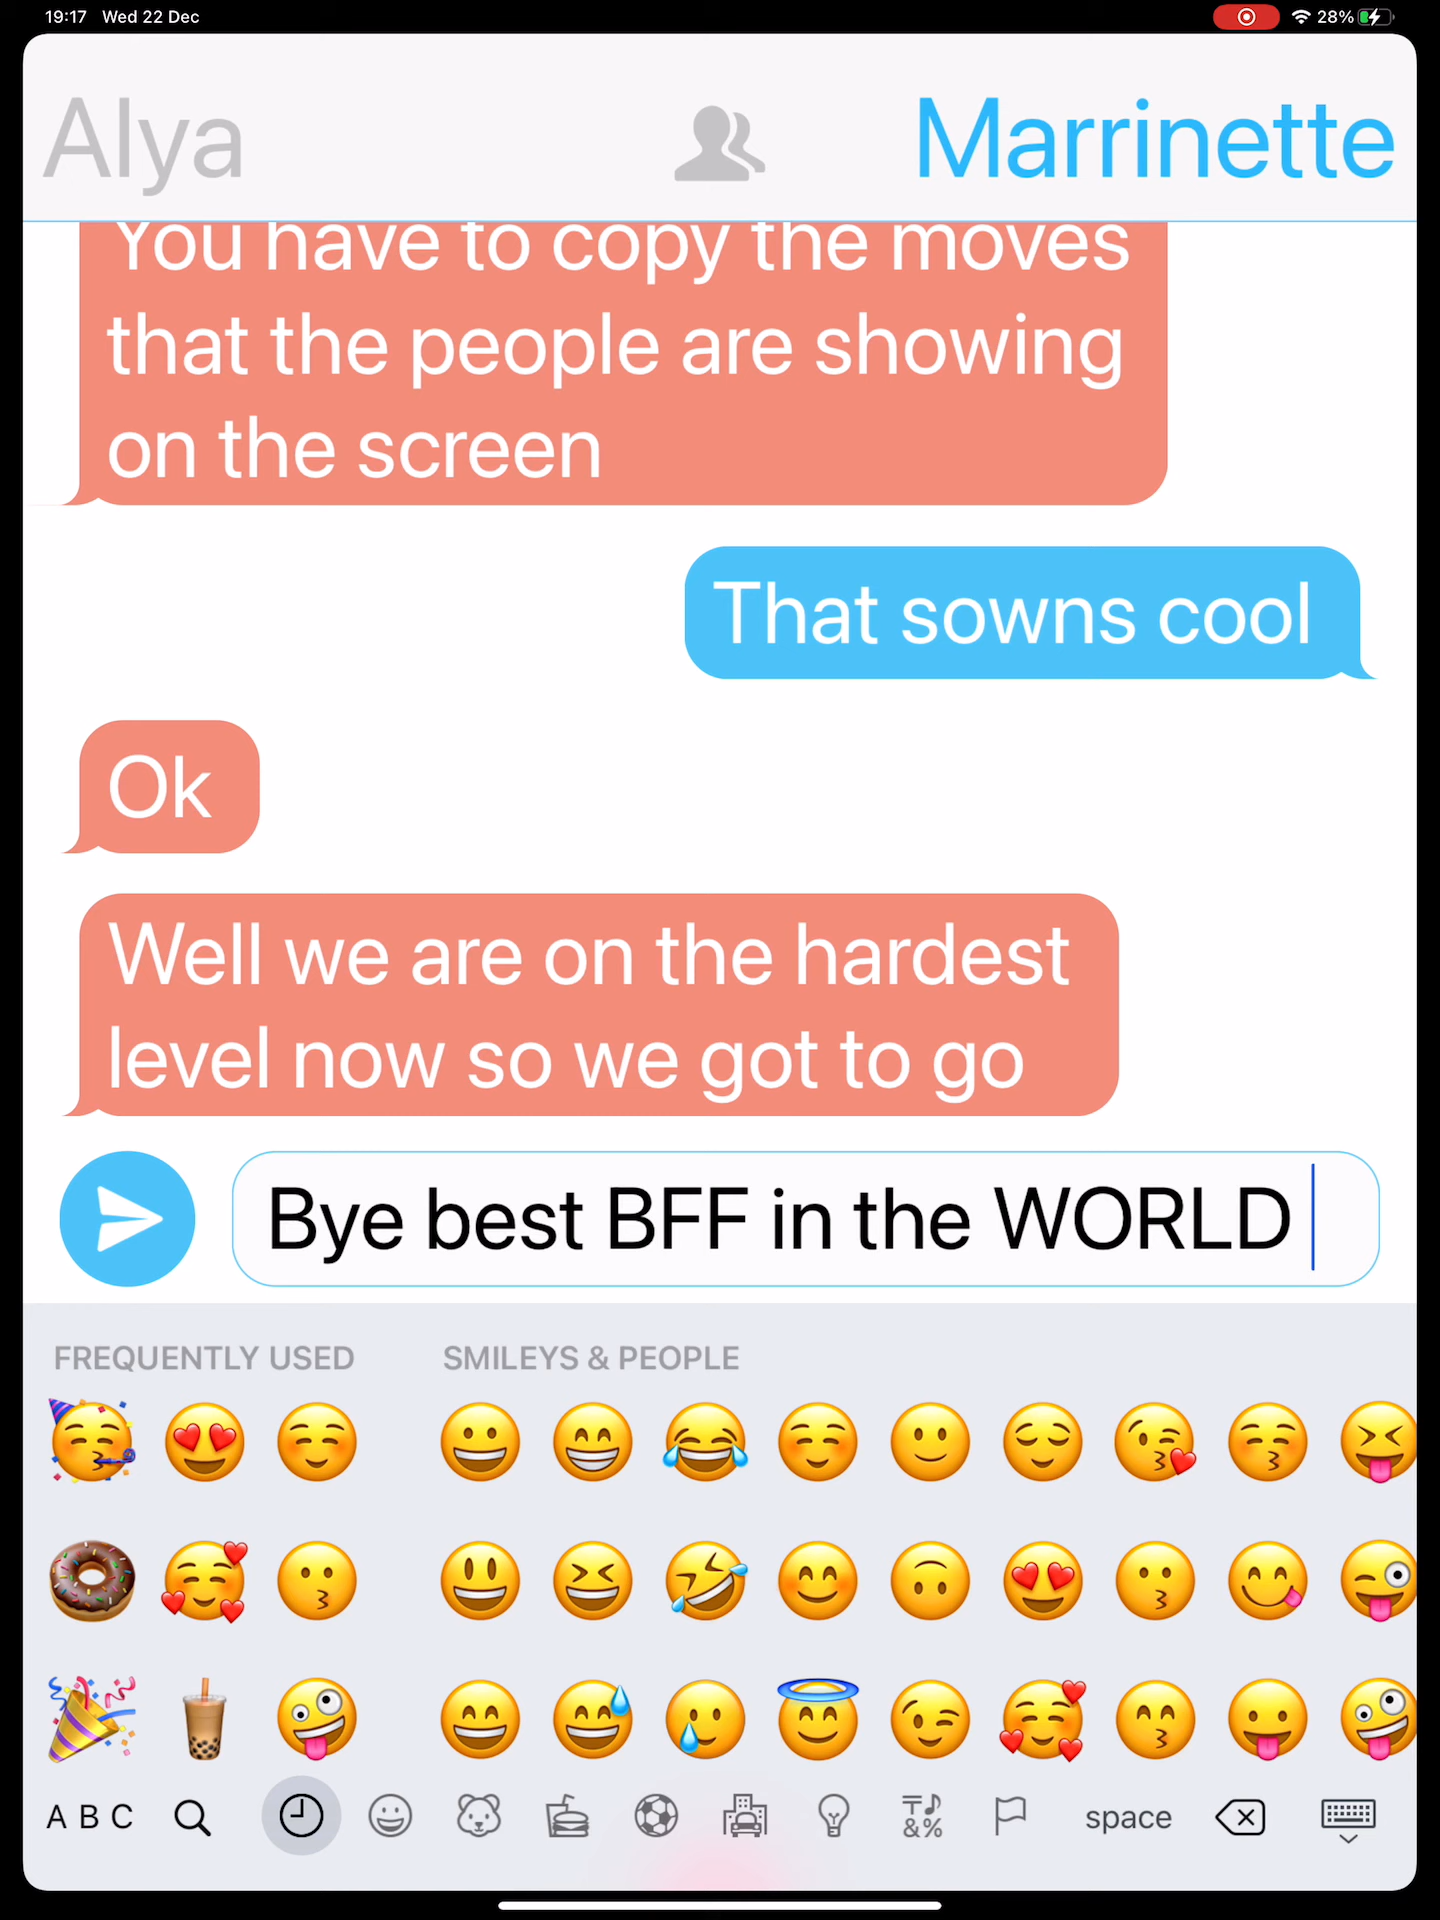 19:17 Wed 22 Dec
28%
Alya
Marrinette
You have to copy the moves
that the people are showing
on the screen
That sowns cool
Ok
Well we are on the hardest
level now so we got to go
Bye best BFF in the WORLD
FREQUENTLY USED
SMILEYS & PEOPLE
ABC
&%
space